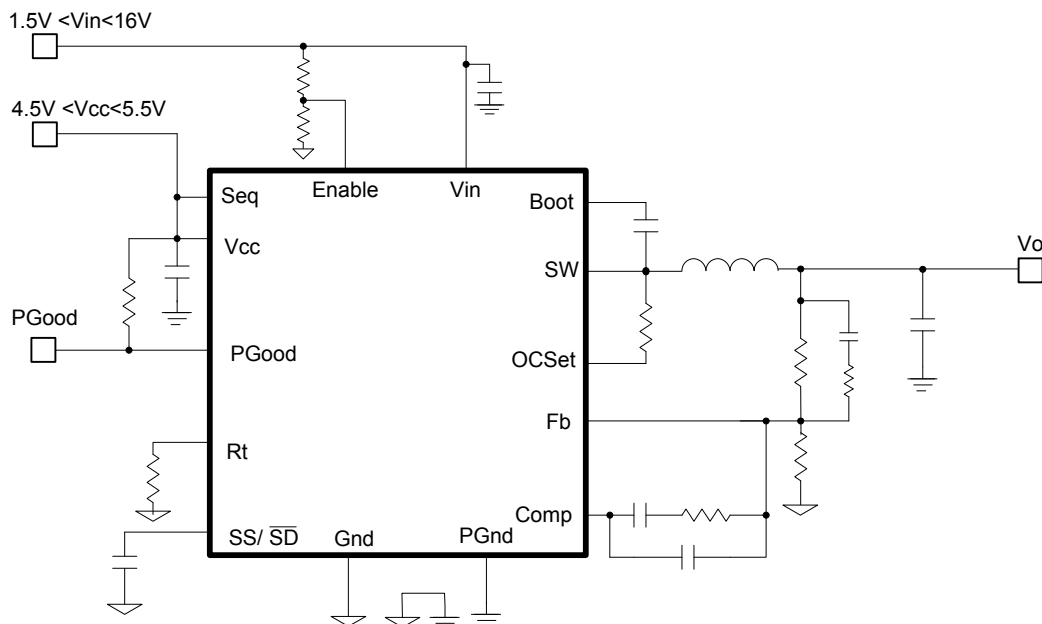 1.5V <Vin<16V
4.5V <Vcc<5.5V
Enable
Vin
Seq
Boot
Vcc
Vo
SW
PGood
PGood
OCSet
Fb
Rt
Comp
SS/ SD
Gnd
PGnd